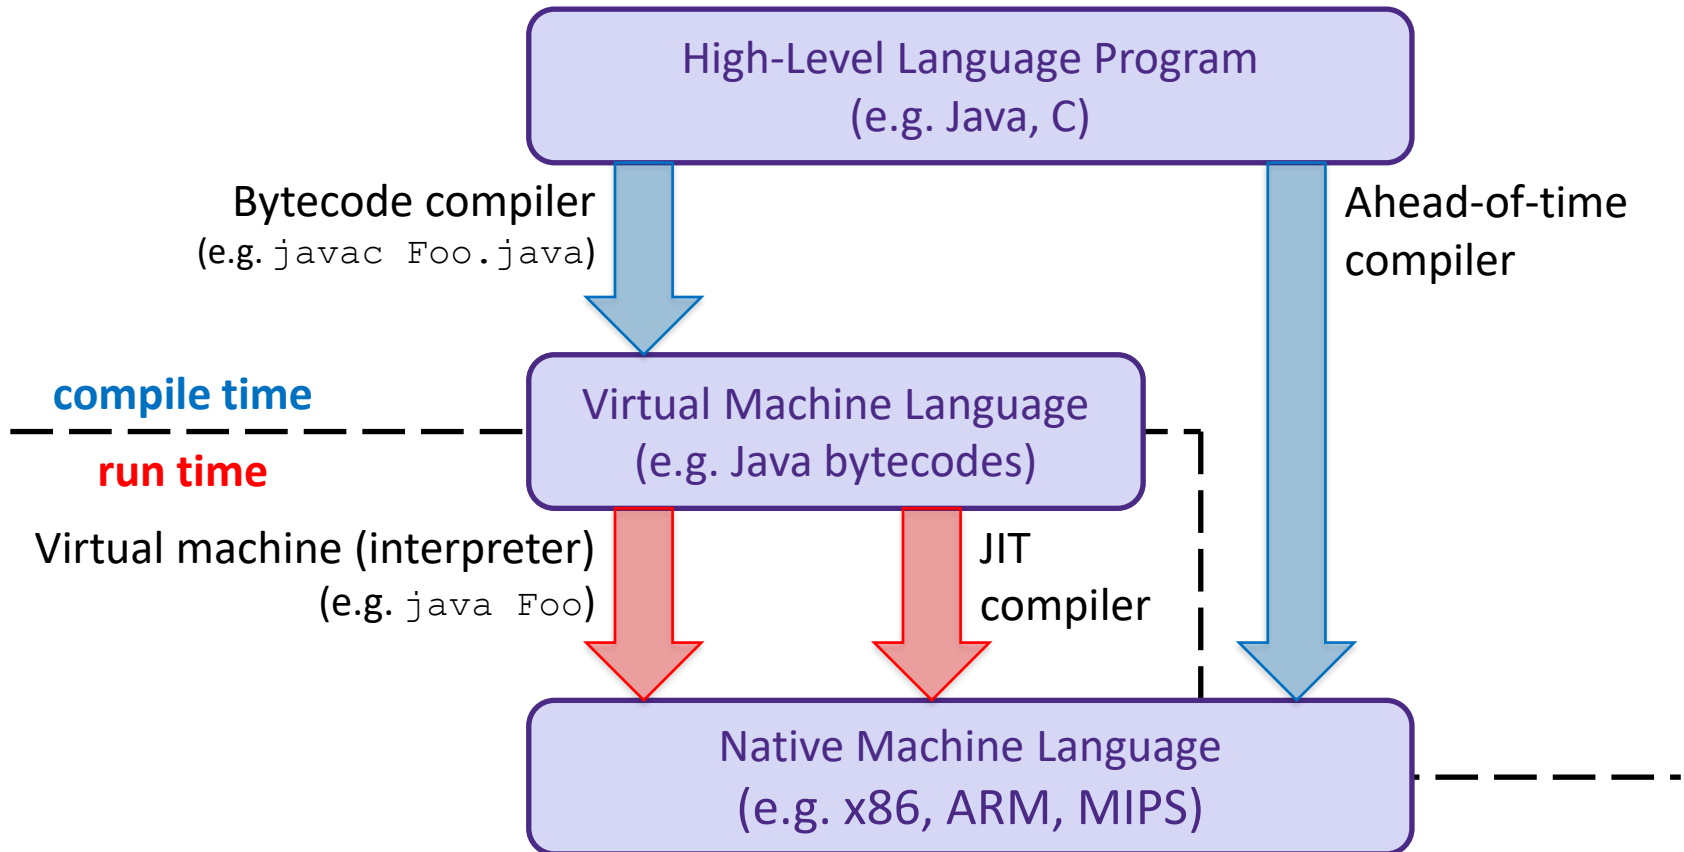 High-Level Language Program
(e.g. Java, C)
Bytecode compiler
(e.g. javac Foo.java)
Ahead-of-time
compiler
compile time
Virtual Machine Language
(e.g. Java bytecodes)
run time
Virtual machine (interpreter)
(e.g. java Foo)
JIT
compiler
Native Machine Language
(e.g. x86, ARM, MIPS)